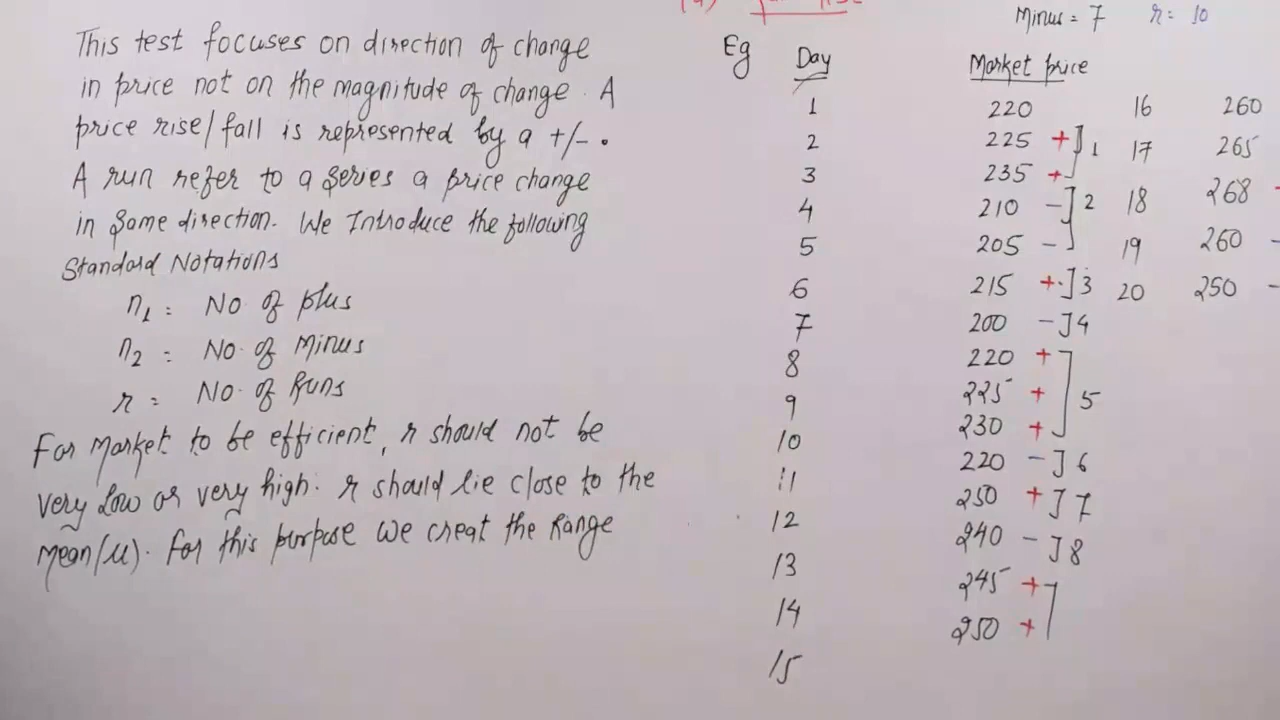 Minus = 7 r = 10
This test focuses on direction of change
in price not on the magnitude of change. A
price rise/fall is represented by a +/-.
A run refer to a series a price change
in same direction. We Introduce the following
Standard Notations
n1 = No. of plus
n2 = No. of Minus
r = No. of Runs
For Market to be efficient, r should not be
very low or very high. r should lie close to the
Mean (μ). For this purpose we creat the Range
Eg Day Market price
1 220 16 260
2 225 + ] 1 17 265
3 235 + 18 268
4 210 - ] 2 19 260 -
5 205 - 20 250 -
6 215 + ] 3
7 200 - ] 4
8 220 +
9 225 + ] 5
10 230 +
11 220 - ] 6
12 250 + ] 7
13 240 - ] 8
14 245 +
15 250 + ]